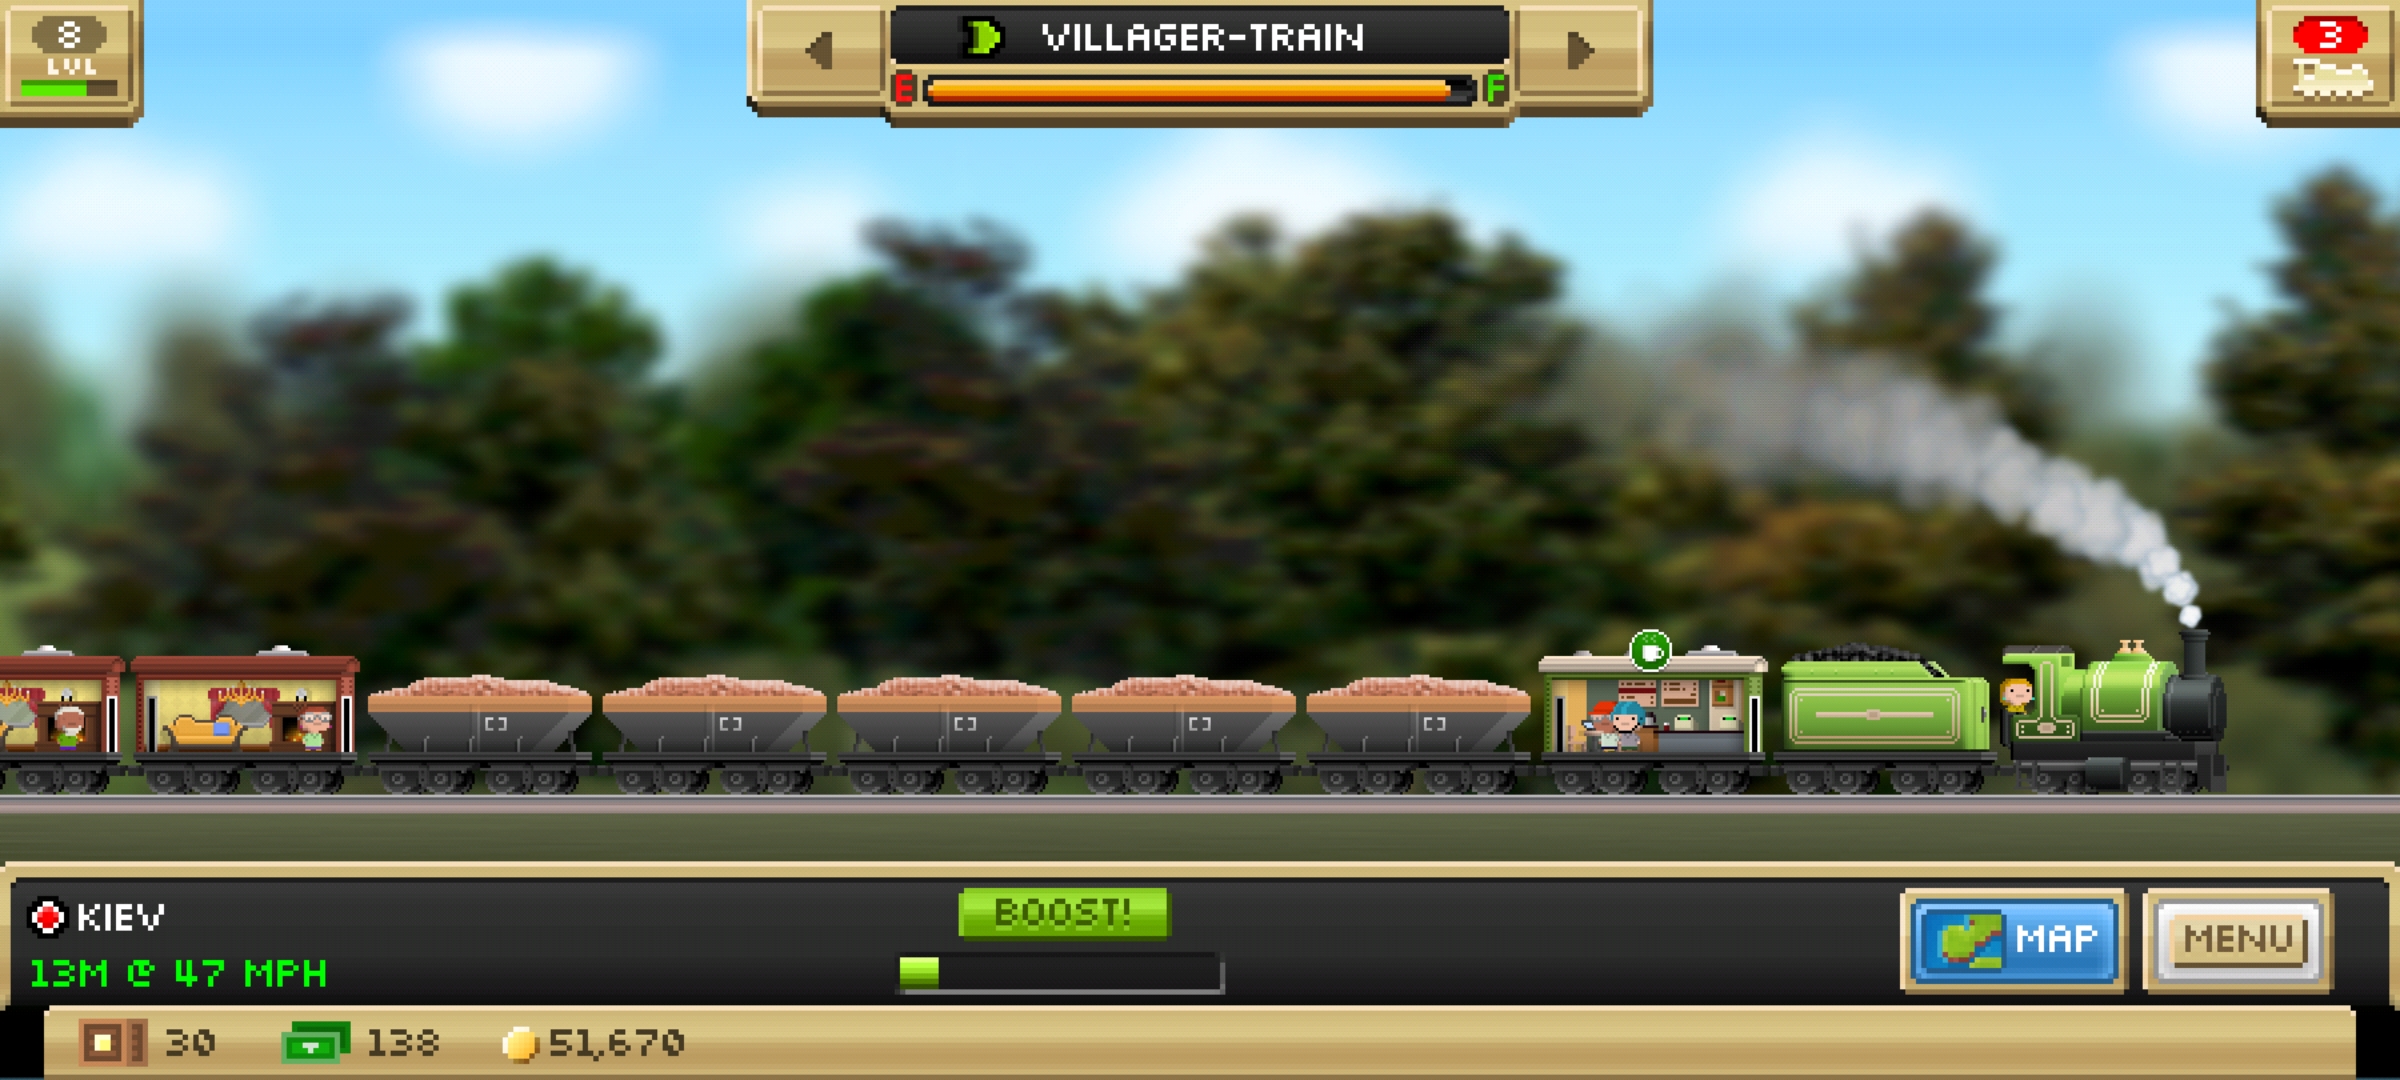 8
LVL
VILLAGER-TRAIN
E F
3
KIEV
13M @ 47 MPH
BOOST!
MAP
MENU
30 138 51,670